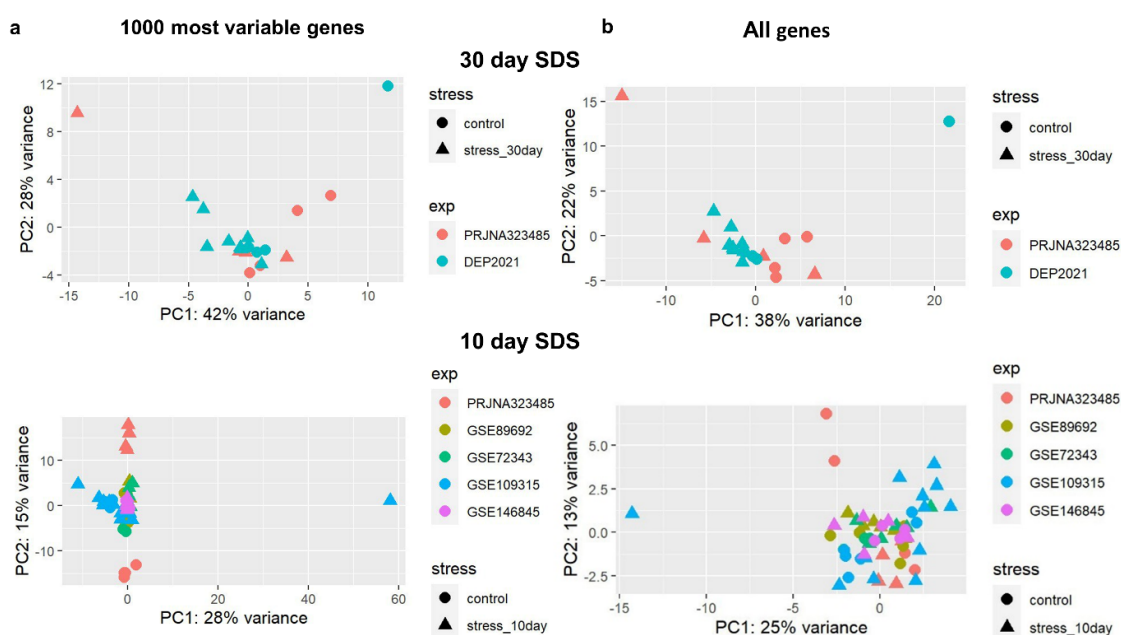 a
1000 most variable genes
b
All genes
30 day SDS
12
8
4
0
-4
-15
-10
-5
0
5
10
PC2: 28% variance
PC1: 42% variance
stress
control
stress_30day
exp
PRJNA323485
DEP2021
15
10
5
0
-5
-10
0
10
20
PC2: 22% variance
PC1: 38% variance
stress
control
stress_30day
exp
PRJNA323485
DEP2021
10 day SDS
10
0
-10
0
20
40
60
PC2: 15% variance
PC1: 28% variance
exp
PRJNA323485
GSE89692
GSE72343
GSE109315
GSE146845
stress
control
stress_10day
5.0
2.5
0.0
-2.5
-15
-10
-5
0
PC2: 13% variance
PC1: 25% variance
exp
PRJNA323485
GSE89692
GSE72343
GSE109315
GSE146845
stress
control
stress_10day